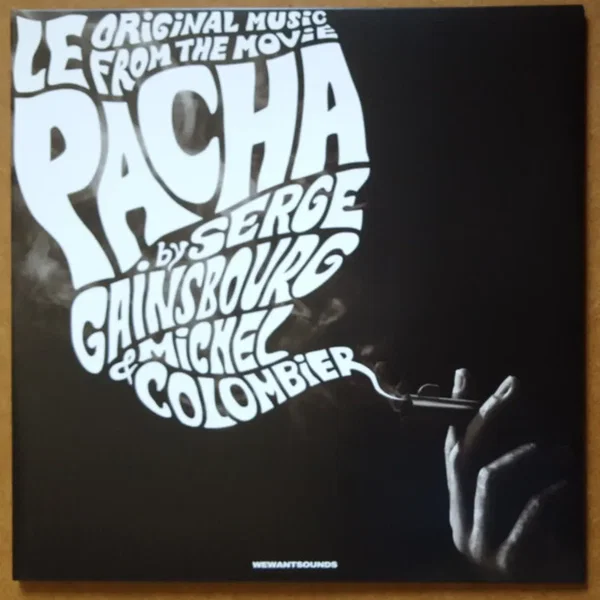 LE ORiGiNAL MUSiC
FROM THE MOViE
PACHA
by SERGE
GAiNSBOURG
& MiCHEL
COLOMBiER
WEWANTSOUNDS